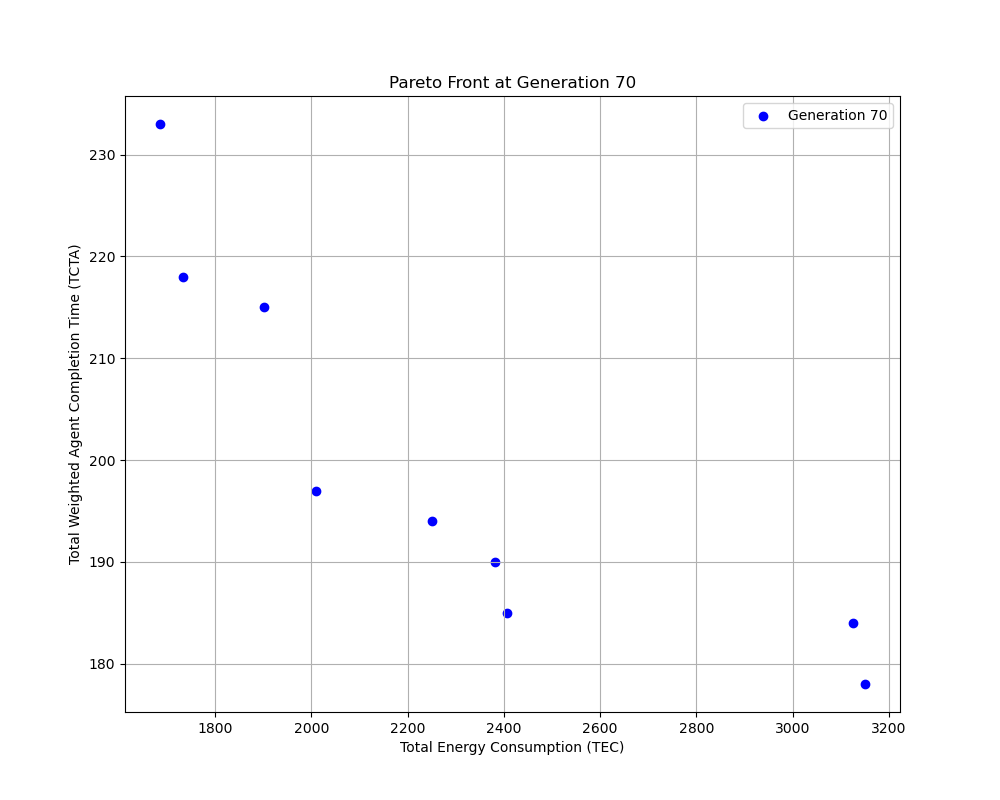 Pareto Front at Generation 70
Generation 70
Total Weighted Agent Completion Time (TCTA)
230
220
210
200
190
180
1800 2000 2200 2400 2600 2800 3000 3200
Total Energy Consumption (TEC)